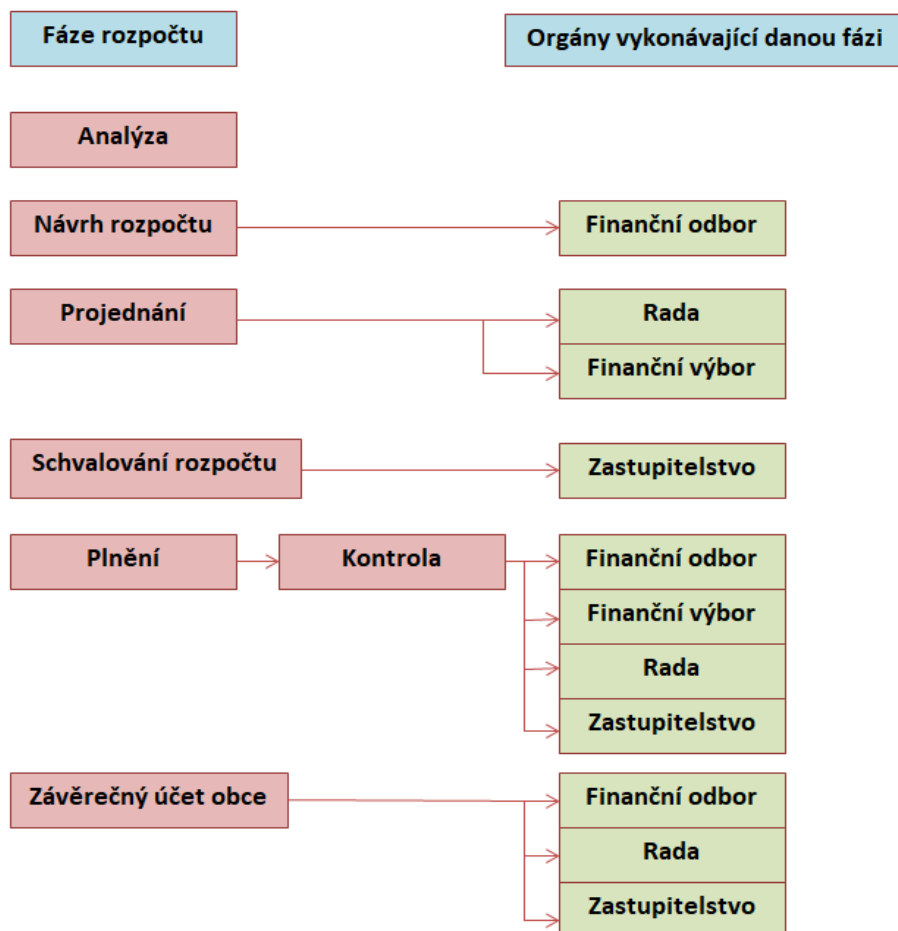 Fáze rozpočtu
Orgány vykonávající danou fázi
Analýza
Návrh rozpočtu
Finanční odbor
Projednání
Rada
Finanční výbor
Schvalování rozpočtu
Zastupitelstvo
Plnění
Kontrola
Finanční odbor
Finanční výbor
Rada
Zastupitelstvo
Závěrečný účet obce
Finanční odbor
Rada
Zastupitelstvo